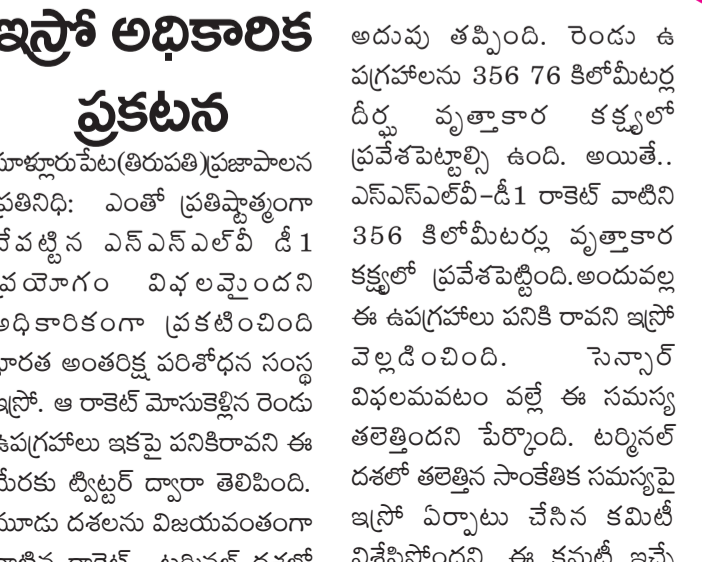 ఇస్రో అధికారిక
ప్రకటన
సూళ్లూరుపేట(తిరుపతి)ప్రజాపాలన
ప్రతినిధి: ఎంతో ప్రతిష్టాత్మంగా
చేపట్టిన ఎస్ఎస్ఎల్‌వీ డీ1
ప్రయోగం విఫలమైందని
అధికారికంగా ప్రకటించింది
భారత అంతరిక్ష పరిశోధన సంస్థ
ఇస్రో. ఆ రాకెట్ మోసుకెళ్లిన రెండు
ఉపగ్రహాలు ఇకపై పనికిరావని ఈ
మేరకు ట్విట్టర్ ద్వారా తెలిపింది.
మూడు దశలను విజయవంతంగా
అదువు తప్పింది. రెండు ఉ
పగ్రహాలను 356 76 కిలోమీటర్ల
దీర్ఘ వృత్తాకార కక్ష్యలో
ప్రవేశపెట్టాల్సి ఉంది. అయితే..
ఎస్ఎస్ఎల్‌వీ-డీ1 రాకెట్ వాటిని
356 కిలోమీటర్లు వృత్తాకార
కక్ష్యలో ప్రవేశపెట్టింది.అందువల్ల
ఈ ఉపగ్రహాలు పనికి రావని ఇస్రో
వెల్లడించింది. సెన్సార్
విఫలమవటం వల్లే ఈ సమస్య
తలెత్తిందని పేర్కొంది. టర్మినల్
దశలో తలెత్తిన సాంకేతిక సమస్యపై
ఇస్రో ఏర్పాటు చేసిన కమిటీ